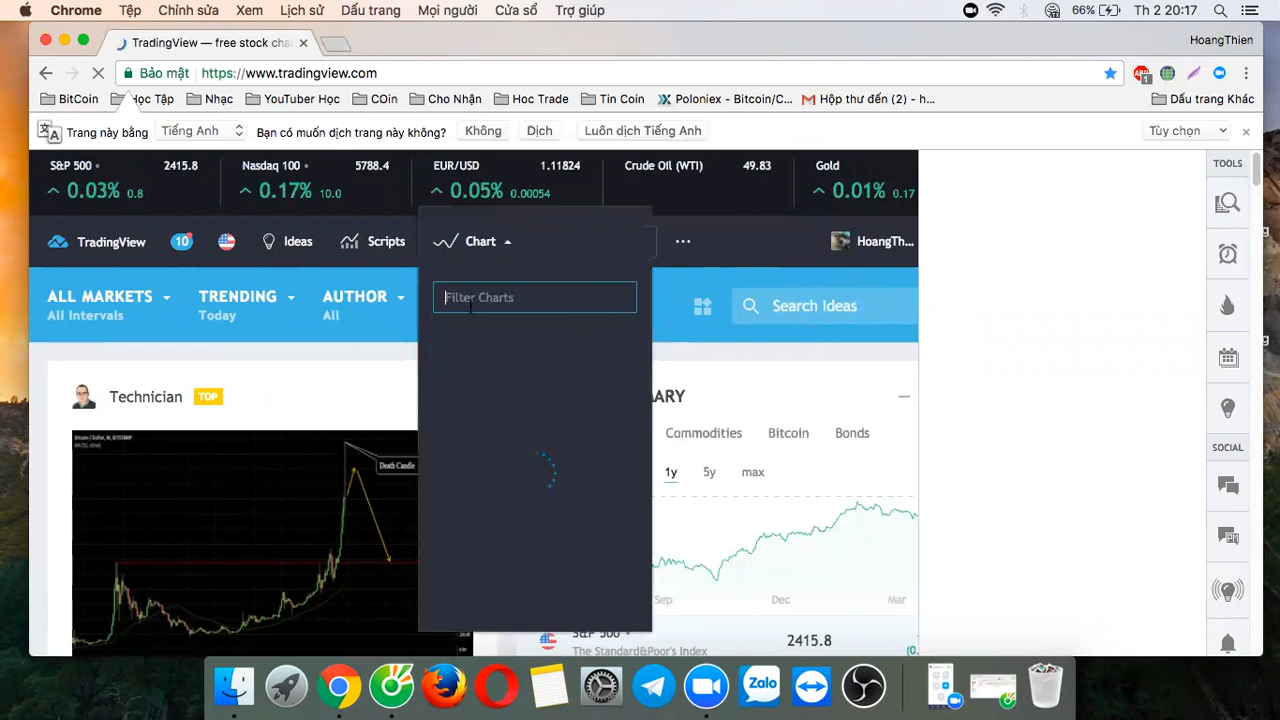 Chrome Tệp Chỉnh sửa Xem Lịch sử Dấu trang Mọi người Cửa sổ Trợ giúp 66% Th 2 20:17
TradingView — free stock cha HoangThien
Bảo mật https://www.tradingview.com
BitCoin Học Tập Nhạc YouTuber Học COin Cho Nhận Hoc Trade Tin Coin Poloniex - Bitcoin/C... Hộp thư đến (2) - h... Dấu trang Khác
Trang này bằng Tiếng Anh Bạn có muốn dịch trang này không? Không Dịch Luôn dịch Tiếng Anh Tùy chọn
S&P 500 2415.8 Nasdaq 100 5788.4 EUR/USD 1.11824 Crude Oil (WTI) 49.83 Gold
0.03% 0.8 0.17% 10.0 0.05% 0.00054 0.01% 0.17
TOOLS
TradingView 10 Ideas Scripts Chart ... HoangTh...
ALL MARKETS TRENDING AUTHOR
All Intervals Today All
Filter Charts
Search Ideas
Technician TOP
MARY
Commodities Bitcoin Bonds
1y 5y max
Bitcoin / Dollar, W, BITSTAMP
Death Candle
SOCIAL
Sep Dec Mar
S&P 500 2415.8
The Standard&Poor's Index
Zalo